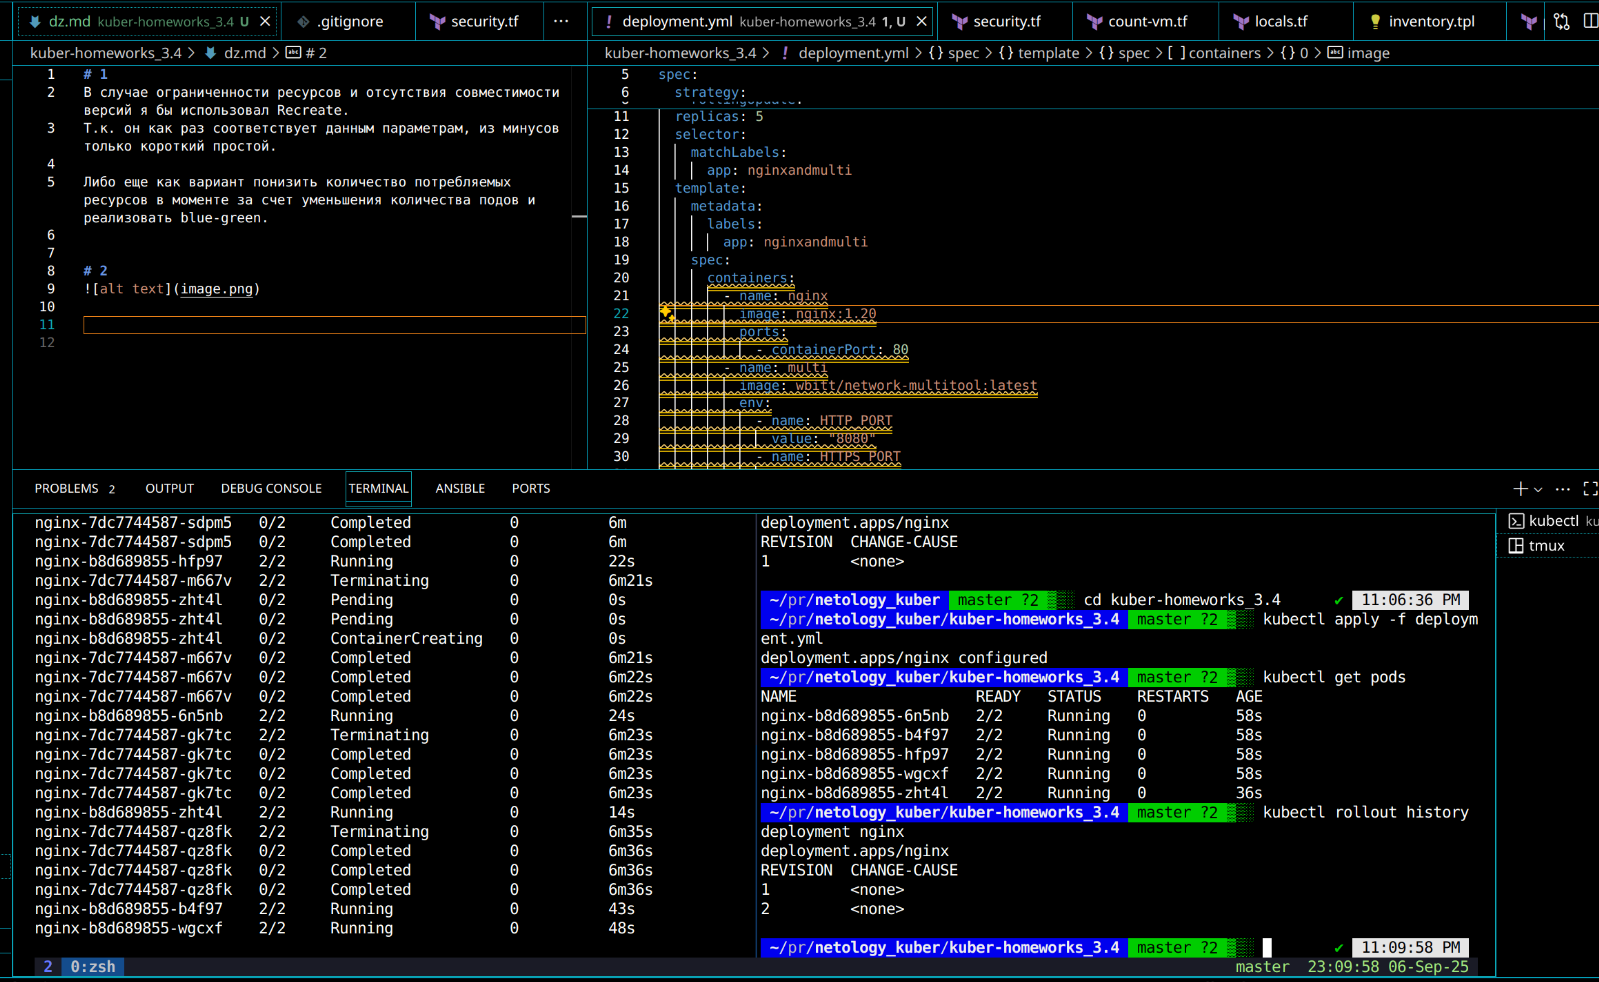 dz.md kuber-homeworks_3.4 U
.gitignore
security.tf
deployment.yml kuber-homeworks_3.4 1, U
security.tf
count-vm.tf
locals.tf
inventory.tpl
kuber-homeworks_3.4 > dz.md > # 2
1 # 1
2 В случае ограниченности ресурсов и отсутствия совместимости
версий я бы использовал Recreate.
3 Т.к. он как раз соответствует данным параметрам, из минусов
только короткий простой.
4
5 Либо еще как вариант понизить количество потребляемых
ресурсов в моменте за счет уменьшения количества подов и
реализовать blue-green.
6
7
8 # 2
9 ![alt text](image.png)
10
11
12
kuber-homeworks_3.4 > ! deployment.yml > {} spec > {} template > {} spec > [ ] containers > {} 0 > image
5 spec:
6 strategy:
11 replicas: 5
12 selector:
13 matchLabels:
14 app: nginxandmulti
15 template:
16 metadata:
17 labels:
18 app: nginxandmulti
19 spec:
20 containers:
21 - name: nginx
22 image: nginx:1.20
23 ports:
24 - containerPort: 80
25 - name: multi
26 image: wbitt/network-multitool:latest
27 env:
28 - name: HTTP_PORT
29 value: "8080"
30 - name: HTTPS_PORT
PROBLEMS 2 OUTPUT DEBUG CONSOLE TERMINAL ANSIBLE PORTS
nginx-7dc7744587-sdpm5 0/2 Completed 0 6m
nginx-7dc7744587-sdpm5 0/2 Completed 0 6m
nginx-b8d689855-hfp97 2/2 Running 0 22s
nginx-7dc7744587-m667v 2/2 Terminating 0 6m21s
nginx-b8d689855-zht4l 0/2 Pending 0 0s
nginx-b8d689855-zht4l 0/2 Pending 0 0s
nginx-b8d689855-zht4l 0/2 ContainerCreating 0 0s
nginx-7dc7744587-m667v 0/2 Completed 0 6m21s
nginx-7dc7744587-m667v 0/2 Completed 0 6m22s
nginx-7dc7744587-m667v 0/2 Completed 0 6m22s
nginx-b8d689855-6n5nb 2/2 Running 0 24s
nginx-7dc7744587-gk7tc 2/2 Terminating 0 6m23s
nginx-7dc7744587-gk7tc 0/2 Completed 0 6m23s
nginx-7dc7744587-gk7tc 0/2 Completed 0 6m23s
nginx-7dc7744587-gk7tc 0/2 Completed 0 6m23s
nginx-b8d689855-zht4l 2/2 Running 0 14s
nginx-7dc7744587-qz8fk 2/2 Terminating 0 6m35s
nginx-7dc7744587-qz8fk 0/2 Completed 0 6m36s
nginx-7dc7744587-qz8fk 0/2 Completed 0 6m36s
nginx-7dc7744587-qz8fk 0/2 Completed 0 6m36s
nginx-b8d689855-b4f97 2/2 Running 0 43s
nginx-b8d689855-wgcxf 2/2 Running 0 48s
deployment.apps/nginx
REVISION CHANGE-CAUSE
1 <none>
~/pr/netology_kuber master ?2 cd kuber-homeworks_3.4 ✔ 11:06:36 PM
~/pr/netology_kuber/kuber-homeworks_3.4 master ?2 kubectl apply -f deploym
ent.yml
deployment.apps/nginx configured
~/pr/netology_kuber/kuber-homeworks_3.4 master ?2 kubectl get pods
NAME READY STATUS RESTARTS AGE
nginx-b8d689855-6n5nb 2/2 Running 0 58s
nginx-b8d689855-b4f97 2/2 Running 0 58s
nginx-b8d689855-hfp97 2/2 Running 0 58s
nginx-b8d689855-wgcxf 2/2 Running 0 58s
nginx-b8d689855-zht4l 2/2 Running 0 36s
~/pr/netology_kuber/kuber-homeworks_3.4 master ?2 kubectl rollout history
deployment nginx
deployment.apps/nginx
REVISION CHANGE-CAUSE
1 <none>
2 <none>
~/pr/netology_kuber/kuber-homeworks_3.4 master ?2 ✔ 11:09:58 PM
2 0:zsh master 23:09:58 06-Sep-25
kubectl ku
tmux